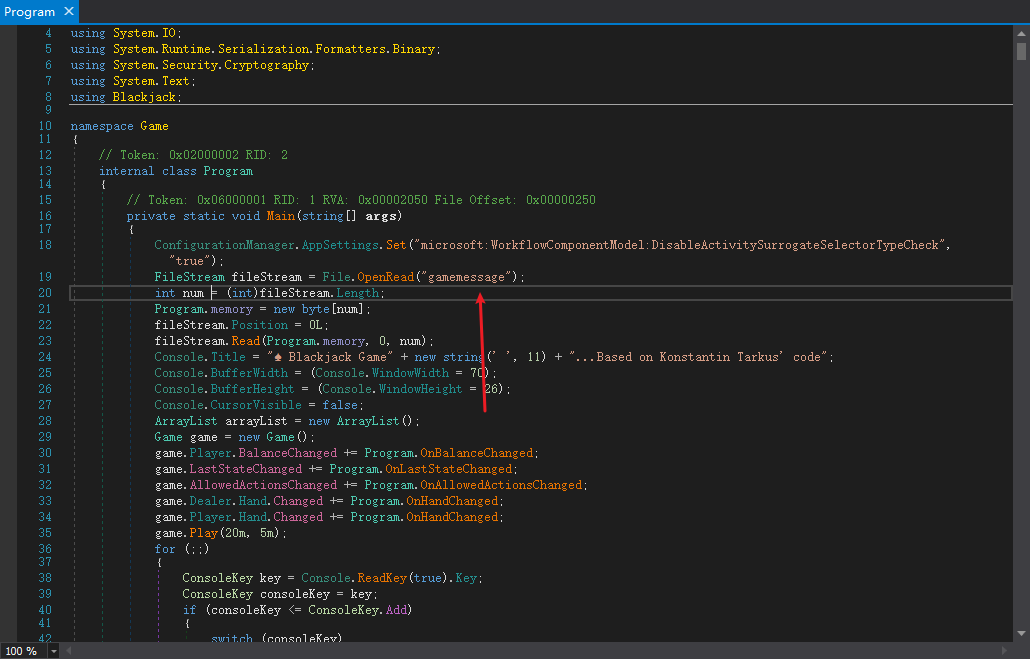 Program ✕
4 using System.IO;
5 using System.Runtime.Serialization.Formatters.Binary;
6 using System.Security.Cryptography;
7 using System.Text;
8 using Blackjack;
9
10 namespace Game
11 {
12 // Token: 0x02000002 RID: 2
13 internal class Program
14 {
15 // Token: 0x06000001 RID: 1 RVA: 0x00002050 File Offset: 0x00000250
16 private static void Main(string[] args)
17 {
18 ConfigurationManager.AppSettings.Set("microsoft:WorkflowComponentModel:DisableActivitySurrogateSelectorTypeCheck",
"true");
19 FileStream fileStream = File.OpenRead("gamemessage");
20 int num = (int)fileStream.Length;
21 Program.memory = new byte[num];
22 fileStream.Position = 0L;
23 fileStream.Read(Program.memory, 0, num);
24 Console.Title = "♠ Blackjack Game" + new string(' ', 11) + "...Based on Konstantin Tarkus' code";
25 Console.BufferWidth = (Console.WindowWidth = 70);
26 Console.BufferHeight = (Console.WindowHeight = 26);
27 Console.CursorVisible = false;
28 ArrayList arrayList = new ArrayList();
29 Game game = new Game();
30 game.Player.BalanceChanged += Program.OnBalanceChanged;
31 game.LastStateChanged += Program.OnLastStateChanged;
32 game.AllowedActionsChanged += Program.OnAllowedActionsChanged;
33 game.Dealer.Hand.Changed += Program.OnHandChanged;
34 game.Player.Hand.Changed += Program.OnHandChanged;
35 game.Play(20m, 5m);
36 for (;;)
37 {
38 ConsoleKey key = Console.ReadKey(true).Key;
39 ConsoleKey consoleKey = key;
40 if (consoleKey <= ConsoleKey.Add)
41 {
42 switch (consoleKey)
100 %